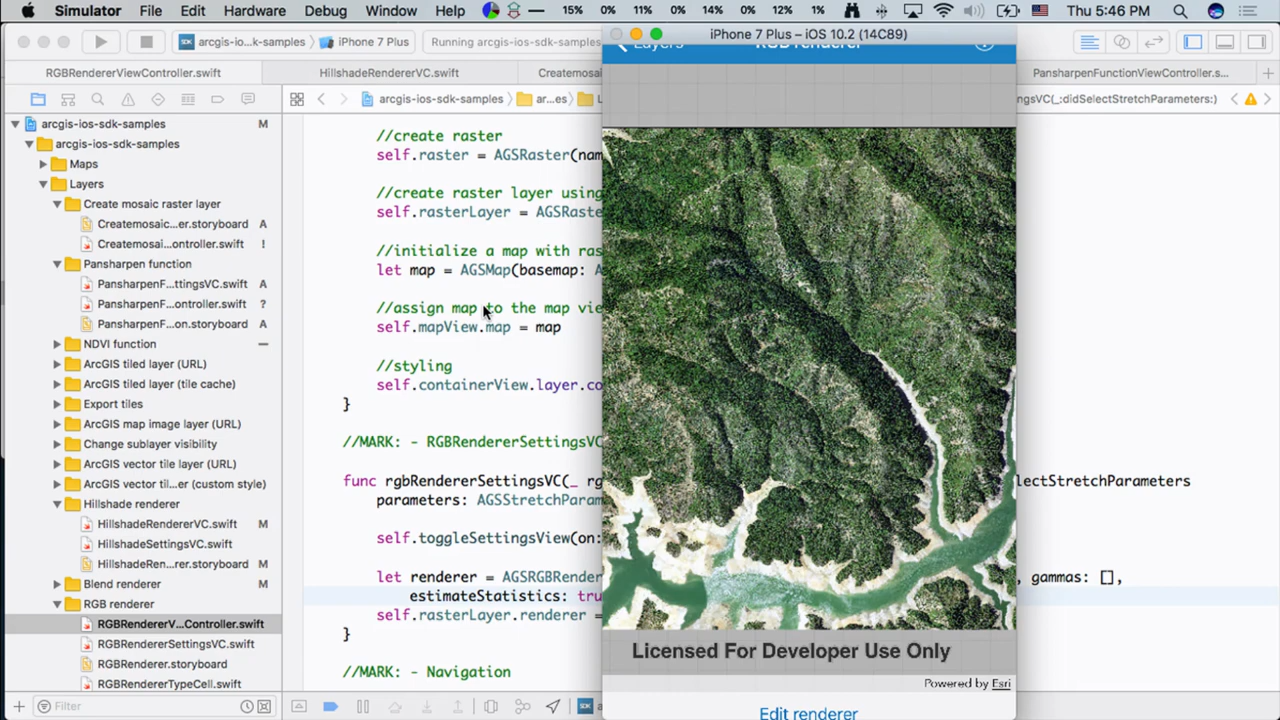 Simulator File Edit Hardware Debug Window Help 15% 0% 11% 0% 14% 12% 1% Thu 5:46 PM
arcgis-io...k-samples iPhone 7 Plus Running arcgis-ios-sdk-samples
iPhone 7 Plus – iOS 10.2 (14C89)
RGBRendererViewController.swift HillshadeRendererVC.swift Createmosai PansharpenFunctionViewController.s...
Layers RGB renderer
arcgis-ios-sdk-samples ar...es L ngsVC(_:didSelectStretchParameters:)
arcgis-ios-sdk-samples M
arcgis-ios-sdk-samples
Maps
Layers
Create mosaic raster layer
Createmosaic...er.storyboard A
Createmosai...ontroller.swift !
Pansharpen function
PansharpenF...ttingsVC.swift A
PansharpenF...ontroller.swift ?
PansharpenF...on.storyboard A
NDVI function
ArcGIS tiled layer (URL)
ArcGIS tiled layer (tile cache)
Export tiles
ArcGIS map image layer (URL)
Change sublayer visibility
ArcGIS vector tile layer (URL)
ArcGIS vector til...er (custom style)
Hillshade renderer
HillshadeRendererVC.swift M
HillshadeSettingsVC.swift
HillshadeRen...rer.storyboard M
Blend renderer M
RGB renderer
RGBRendererV...Controller.swift
RGBRendererSettingsVC.swift
RGBRenderer.storyboard
RGBRendererTypeCell.swift
Filter
//create raster
self.raster = AGSRaster(nam
//create raster layer using
self.rasterLayer = AGSRaste
//initialize a map with ras
let map = AGSMap(basemap: A
//assign map to the map vie
self.mapView.map = map
//styling
self.containerView.layer.co
}
//MARK: - RGBRendererSettingsVC
func rgbRendererSettingsVC(_ rg lectStretchParameters
parameters: AGSStretchParam
self.toggleSettingsView(on:
let renderer = AGSRGBRender , gammas: [],
estimateStatistics: tru
self.rasterLayer.renderer =
}
//MARK: - Navigation
Licensed For Developer Use Only
Powered by Esri
Edit renderer